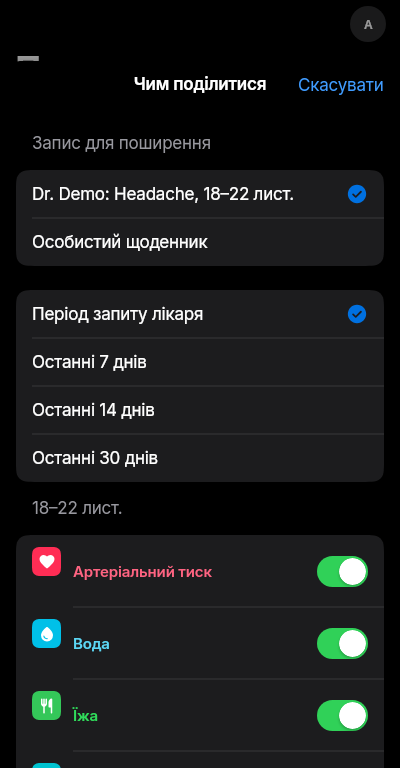 A
Чим поділитися
Скасувати
Запис для поширення
Dr. Demo: Headache, 18–22 лист.
Особистий щоденник
Період запиту лікаря
Останні 7 днів
Останні 14 днів
Останні 30 днів
18–22 лист.
Артеріальний тиск
Вода
Їжа